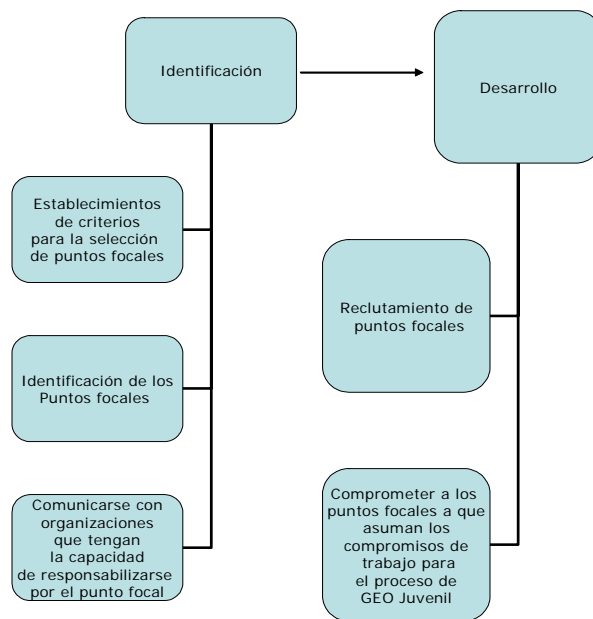 Identificación
Desarrollo
Establecimientos
de criterios
para la selección
de puntos focales
Identificación de los
Puntos focales
Comunicarse con
organizaciones
que tengan
la capacidad
de responsabilizarse
por el punto focal
Reclutamiento de
puntos focales
Comprometer a los
puntos focales a que
asuman los
compromisos de
trabajo para
el proceso de
GEO Juvenil